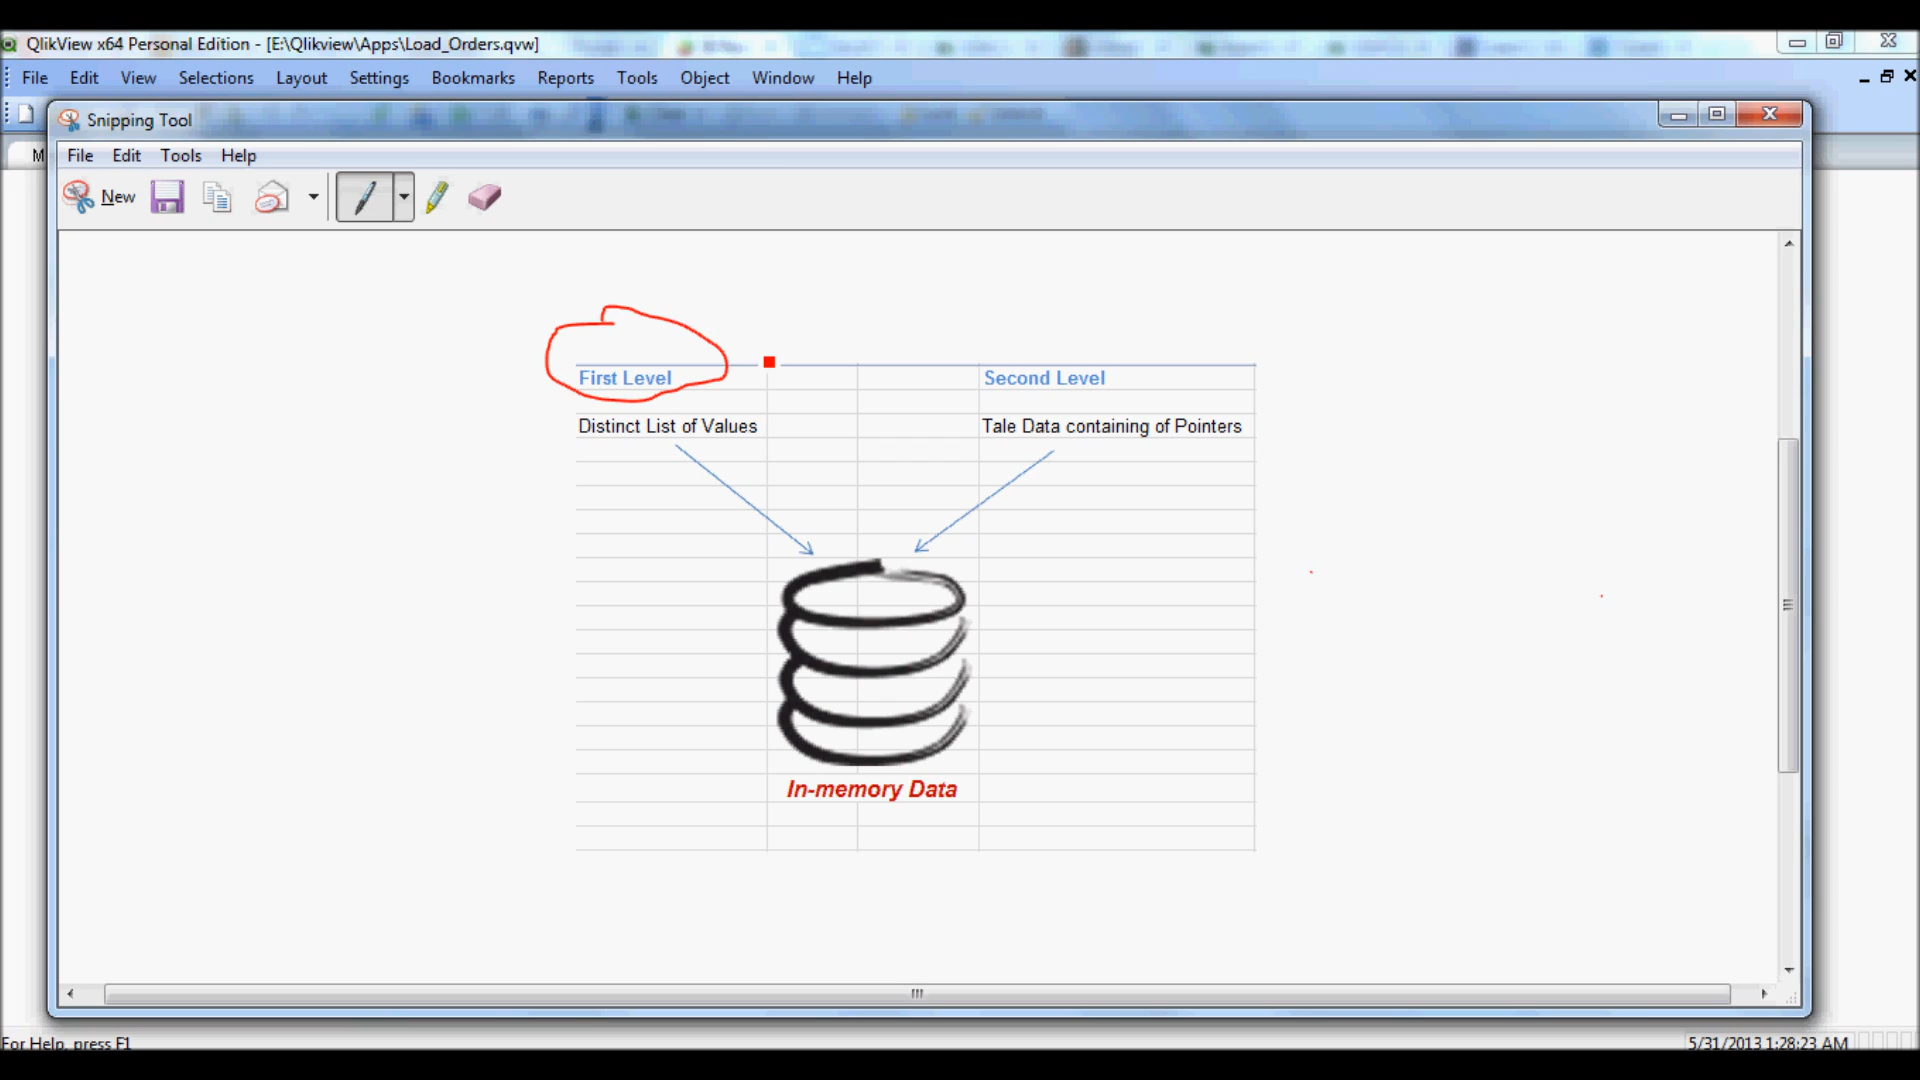 QlikView x64 Personal Edition - [E:\Qlikview\Apps\Load_Orders.qvw]
File Edit View Selections Layout Settings Bookmarks Reports Tools Object Window Help
Snipping Tool
M
File Edit Tools Help
New
First Level Second Level
Distinct List of Values Tale Data containing of Pointers
In-memory Data
For Help, press F1 5/31/2013 1:28:23 AM